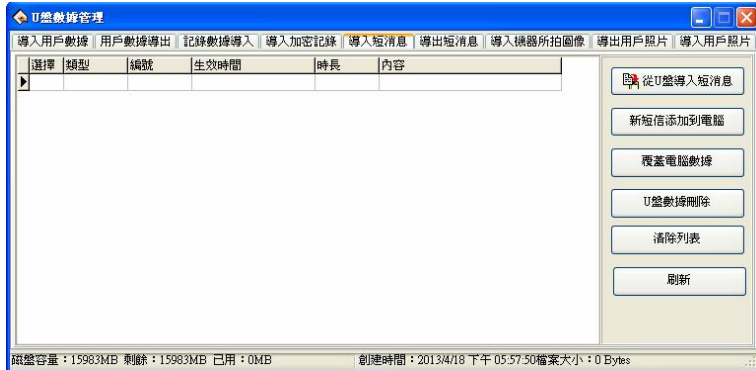 U盤數據管理
導入用戶數據 用戶數據導出 記錄數據導入 導入加密記錄 導入短消息 導出短消息 導入機器所拍圖像 導出用戶照片 導入用戶照片
選擇 類型 編號 生效時間 時長 內容
從U盤導入短消息
新短信添加到電腦
覆蓋電腦數據
U盤數據刪除
清除列表
刷新
磁盤容量：15983MB 剩餘：15983MB 已用：0MB 創建時間：2013/4/18 下午 05:57:50檔案大小：0 Bytes